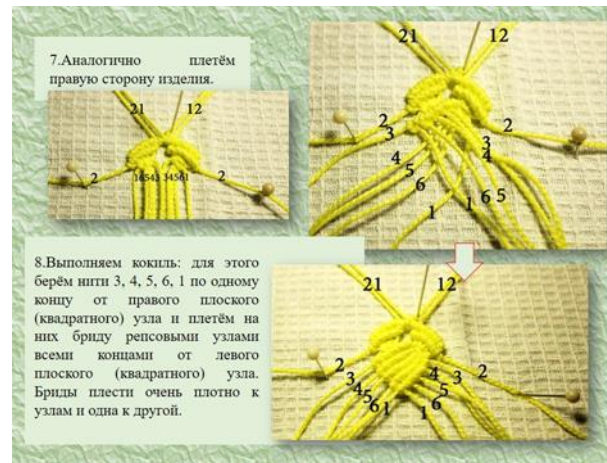 7.Аналогично плетём
правую сторону изделия.
21 12
2 16543 34561 2
21 12
2 2
3 3
4 4
5 6 5
6
1 1
8.Выполняем кокиль: для этого
берём нити 3, 4, 5, 6, 1 по одному
концу от правого плоского
(квадратного) узла и плетём на
них бриду репсовыми узлами
всеми концами от левого
плоского (квадратного) узла.
Бриды плести очень плотно к
узлам и одна к другой.
21 12
2 4 3 2
3 5
4 6
5 6 1 1